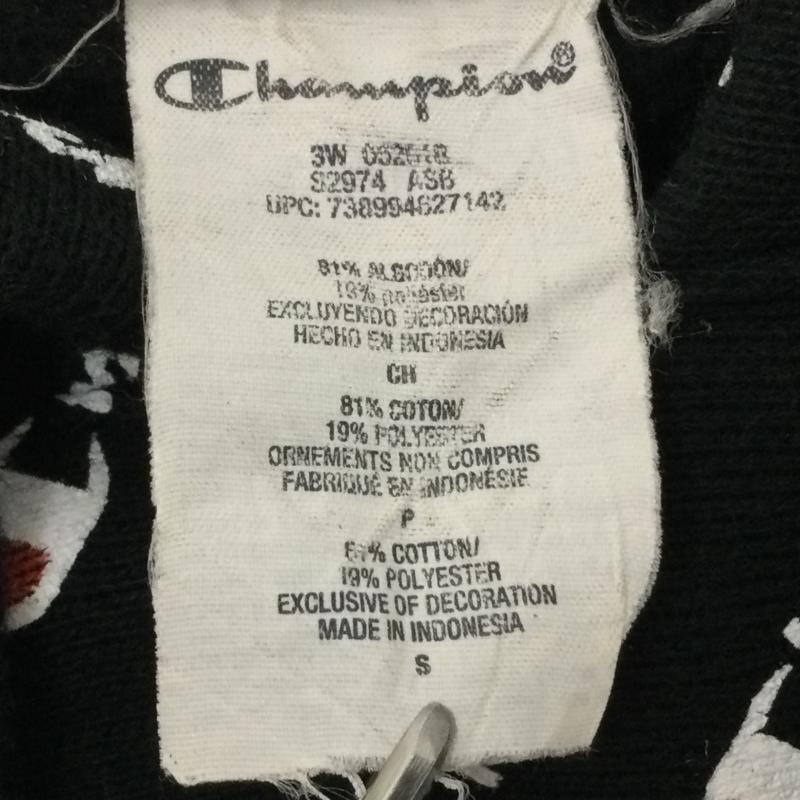 Champion®
3W
S2974 ASB
UPC: 738994627142
81% ALGODÓN/
19% poliéster
EXCLUYENDO DECORACIÓN
HECHO EN INDONESIA
CH
81% COTON/
19% POLYESTER
ORNEMENTS NON COMPRIS
FABRIQUÉ EN INDONÉSIE
P
81% COTTON/
19% POLYESTER
EXCLUSIVE OF DECORATION
MADE IN INDONESIA
S